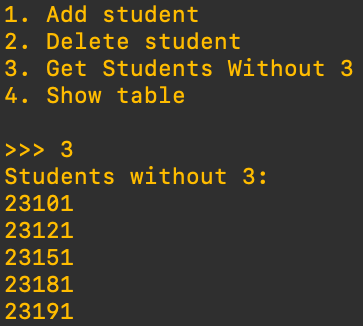 1. Add student
2. Delete student
3. Get Students Without 3
4. Show table
>>> 3
Students without 3:
23101
23121
23151
23181
23191